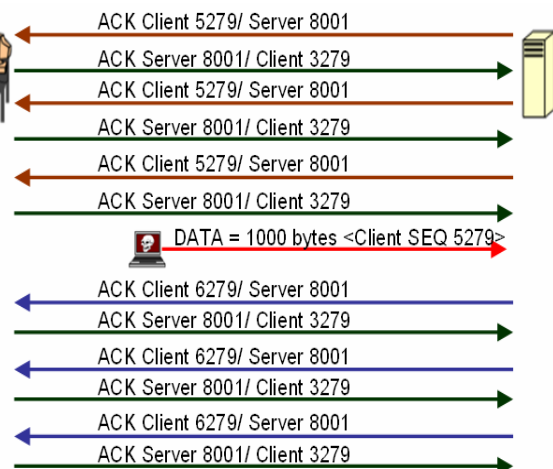 ACK Client 5279/ Server 8001
ACK Server 8001/ Client 3279
ACK Client 5279/ Server 8001
ACK Server 8001/ Client 3279
ACK Client 5279/ Server 8001
ACK Server 8001/ Client 3279
DATA = 1000 bytes <Client SEQ 5279>
ACK Client 6279/ Server 8001
ACK Server 8001/ Client 3279
ACK Client 6279/ Server 8001
ACK Server 8001/ Client 3279
ACK Client 6279/ Server 8001
ACK Server 8001/ Client 3279